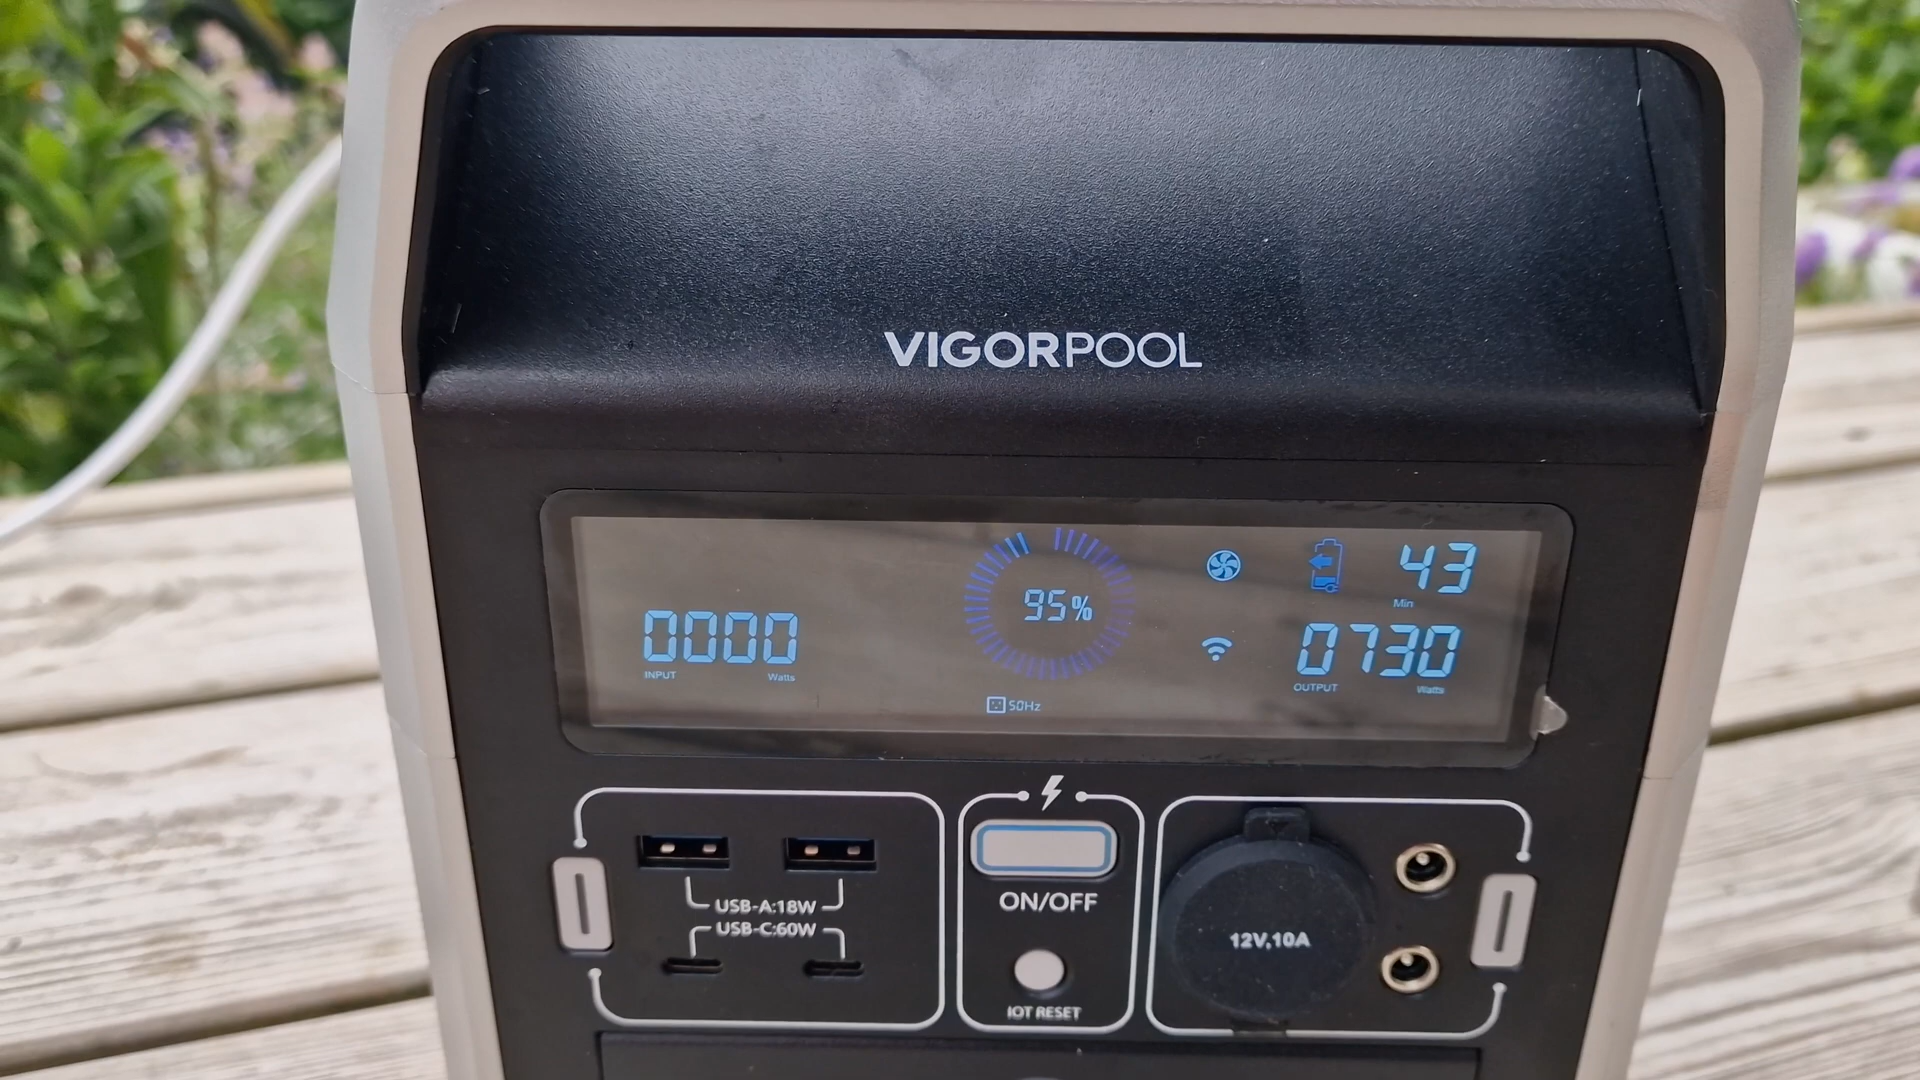 VIGORPOOL
0000
INPUT Watts
95%
50Hz
43
Min
0730
OUTPUT Watts
USB-A:18W
USB-C:60W
ON/OFF
IOT RESET
12V,10A